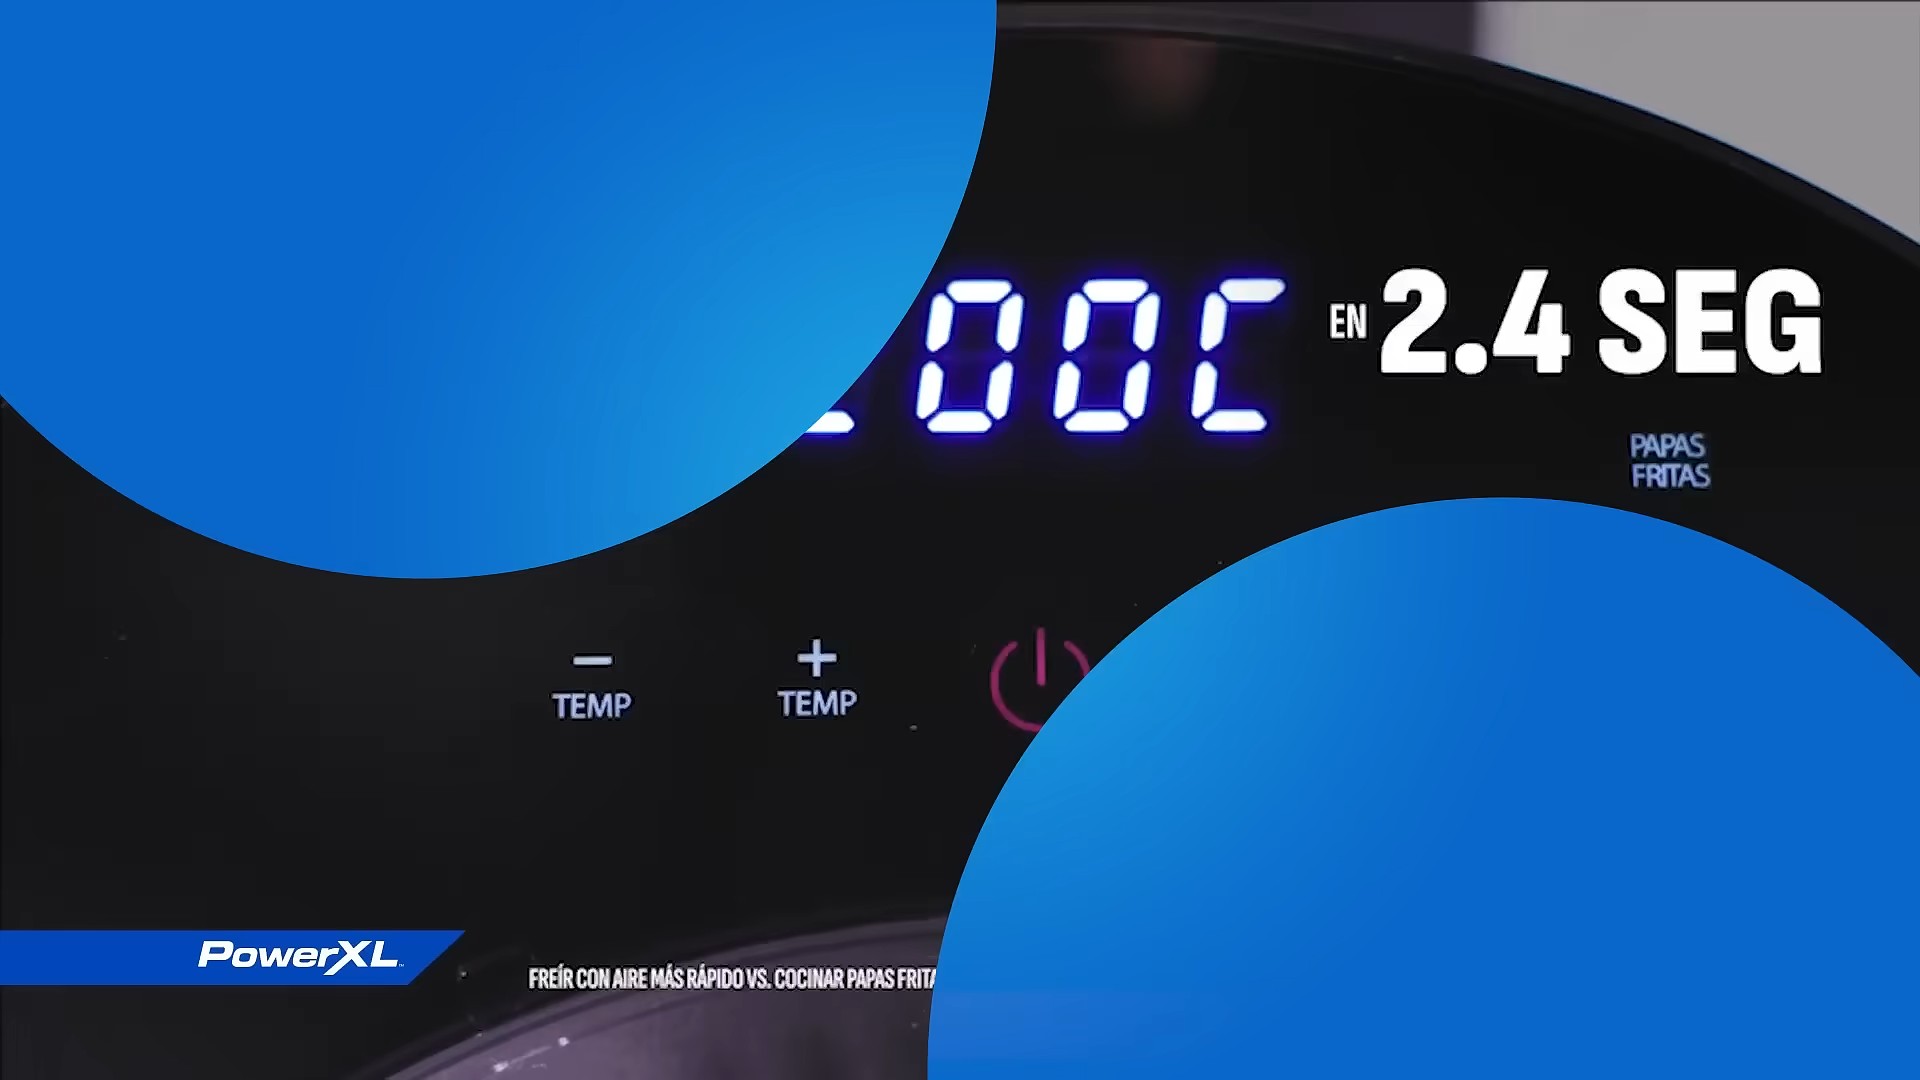 00C
EN 2.4 SEG
PAPAS
FRITAS
− TEMP
+ TEMP
PowerXL
FREÍR CON AIRE MÁS RÁPIDO VS. COCINAR PAPAS